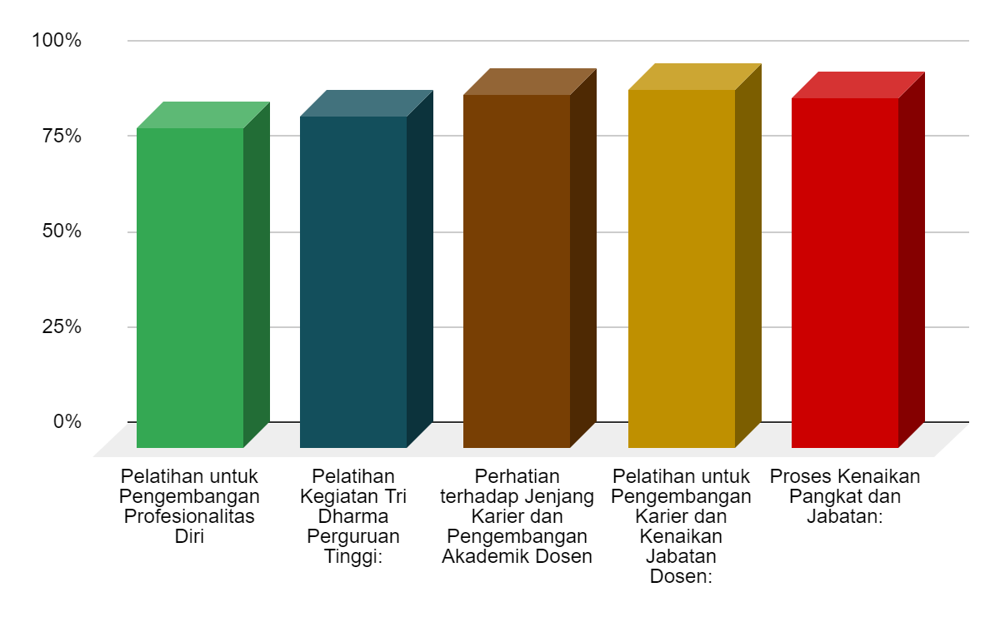 100%
75%
50%
25%
0%
Pelatihan untuk
Pengembangan
Profesionalitas
Diri
Pelatihan
Kegiatan Tri
Dharma
Perguruan
Tinggi:
Perhatian
terhadap Jenjang
Karier dan
Pengembangan
Akademik Dosen
Pelatihan untuk
Pengembangan
Karier dan
Kenaikan
Jabatan
Dosen:
Proses Kenaikan
Pangkat dan
Jabatan: